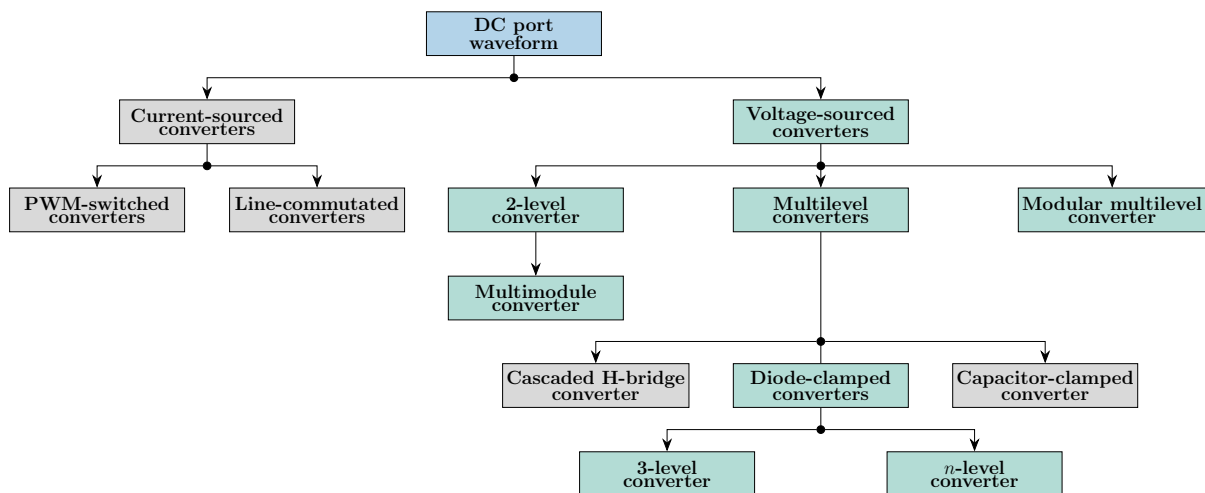 DC port
waveform
Current-sourced
converters
Voltage-sourced
converters
PWM-switched
converters
Line-commutated
converters
2-level
converter
Multilevel
converters
Modular multilevel
converter
Multimodule
converter
Cascaded H-bridge
converter
Diode-clamped
converters
Capacitor-clamped
converter
3-level
converter
n-level
converter